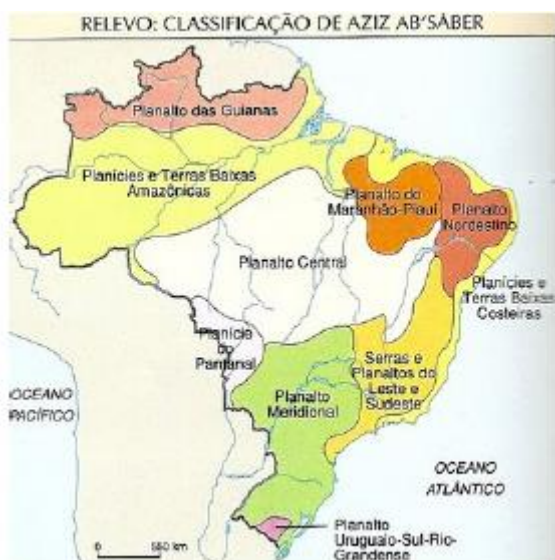 RELEVO: CLASSIFICAÇÃO DE AZIZ AB'SÁBER
Planalto das Guianas
Planícies e Terras Baixas
Amazônicas
Planalto do
Maranhão-Piauí
Planalto
Nordestino
Planalto Central
Planícies e
Terras Baixas
Costeiras
Planície
do
Pantanal
Serras e
Planaltos do
Leste e
Sudeste
Planalto
Meridional
OCEANO
PACÍFICO
OCEANO
ATLÂNTICO
Planalto
Uruguaio-Sul-Rio-
Grandense
0 550 km